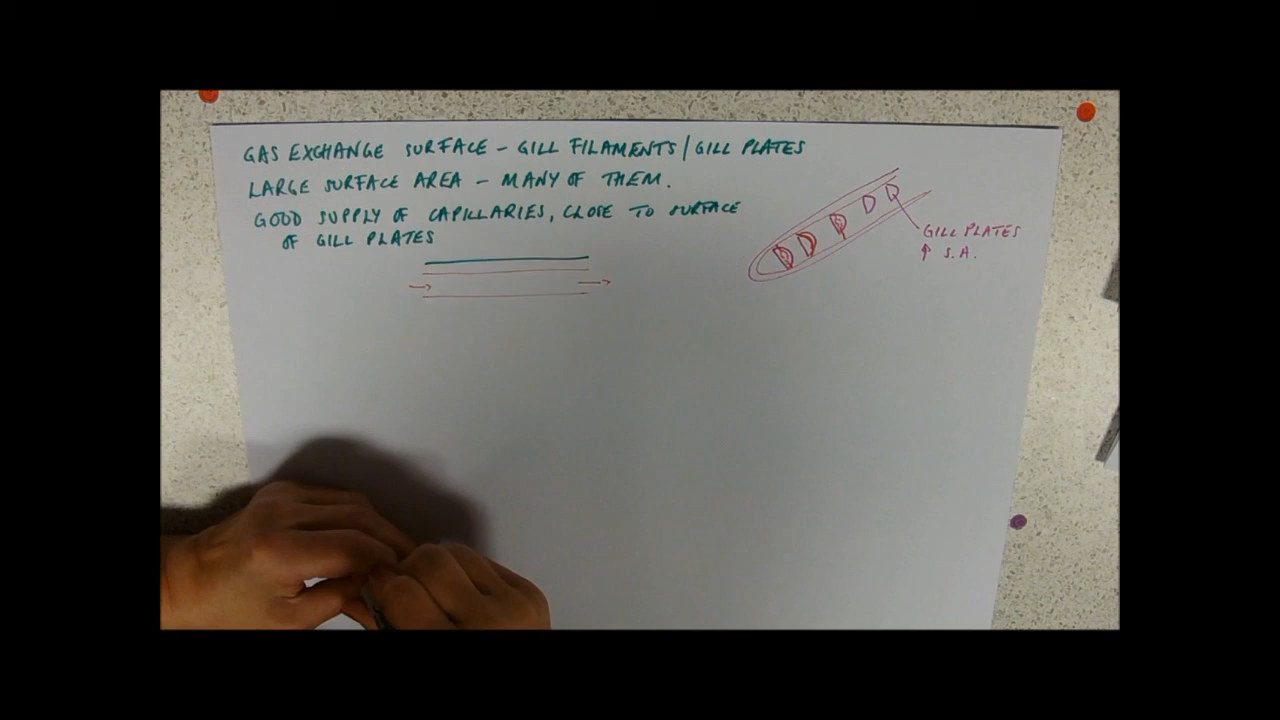 GAS EXCHANGE SURFACE - GILL FILAMENTS/GILL PLATES
LARGE SURFACE AREA - MANY OF THEM.
GOOD SUPPLY OF CAPILLARIES, CLOSE TO SURFACE
OF GILL PLATES
GILL PLATES
↑ S.A.